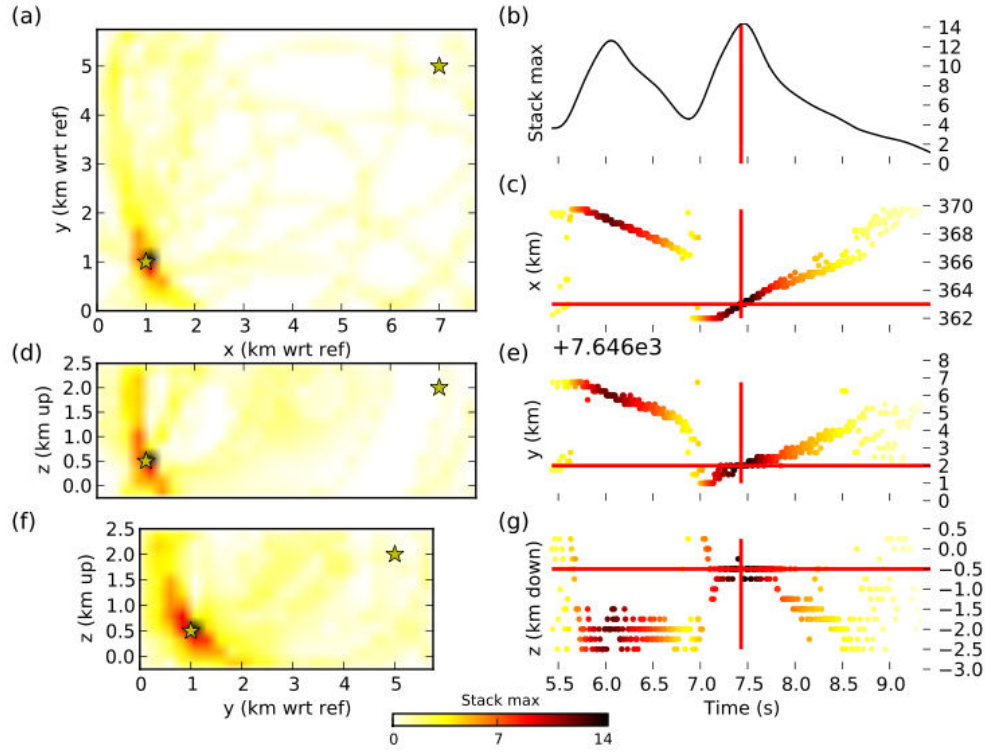 (a)
5
4
3
2
1
0
y (km wrt ref)
0 1 2 3 4 5 6 7
x (km wrt ref)
(b)
Stack max
14
12
10
8
6
4
2
0
(c)
x (km)
370
368
366
364
362
(d)
2.5
2.0
1.5
1.0
0.5
0.0
z (km up)
(e)
+7.646e3
y (km)
8
7
6
5
4
3
2
1
0
(f)
2.5
2.0
1.5
1.0
0.5
0.0
z (km up)
0 1 2 3 4 5
y (km wrt ref)
(g)
z (km down)
0.5
0.0
−0.5
−1.0
−1.5
−2.0
−2.5
−3.0
5.5 6.0 6.5 7.0 7.5 8.0 8.5 9.0
Time (s)
Stack max
0 7 14